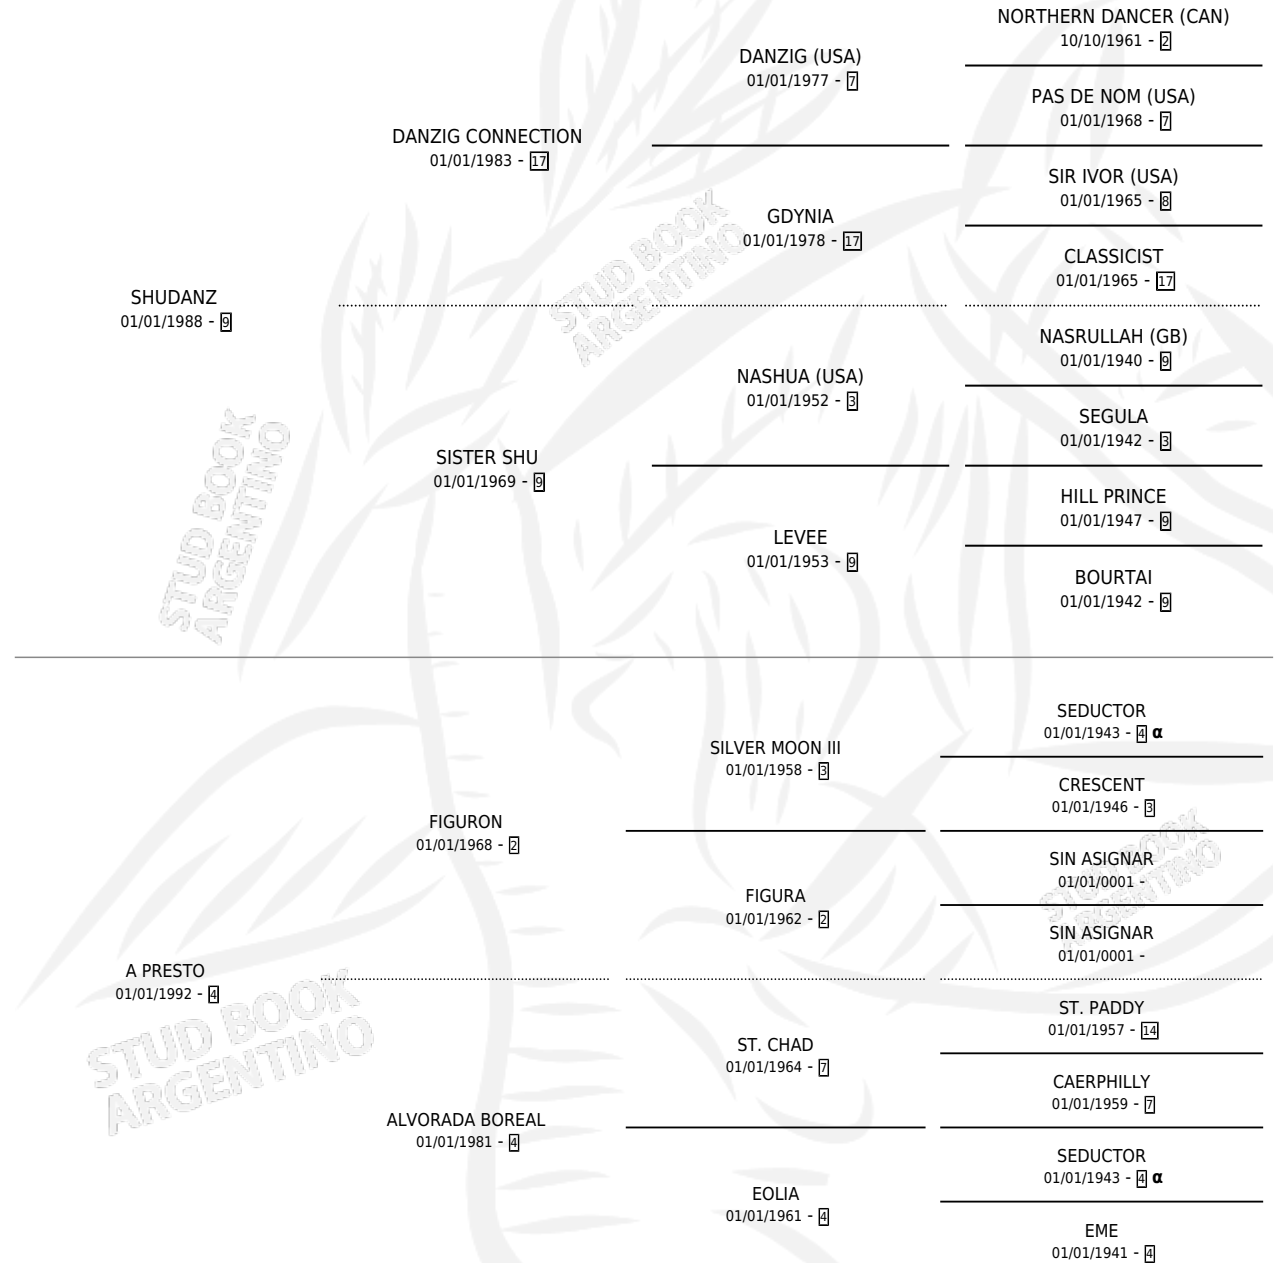 NORTHERN DANCER (CAN)
10/10/1961 - 2
DANZIG (USA)
01/01/1977 - 7
PAS DE NOM (USA)
01/01/1968 - 7
DANZIG CONNECTION
01/01/1983 - 17
SIR IVOR (USA)
01/01/1965 - 8
GDYNIA
01/01/1978 - 17
CLASSICIST
01/01/1965 - 17
SHUDANZ
01/01/1988 - 9
NASRULLAH (GB)
01/01/1940 - 9
NASHUA (USA)
01/01/1952 - 3
SEGULA
01/01/1942 - 3
SISTER SHU
01/01/1969 - 9
HILL PRINCE
01/01/1947 - 9
LEVEE
01/01/1953 - 9
BOURTAI
01/01/1942 - 9
SEDUCTOR
01/01/1943 - 4 α
SILVER MOON III
01/01/1958 - 3
CRESCENT
01/01/1946 - 3
FIGURON
01/01/1968 - 2
SIN ASIGNAR
01/01/0001 -
FIGURA
01/01/1962 - 2
SIN ASIGNAR
01/01/0001 -
A PRESTO
01/01/1992 - 4
ST. PADDY
01/01/1957 - 14
ST. CHAD
01/01/1964 - 7
CAERPHILLY
01/01/1959 - 7
ALVORADA BOREAL
01/01/1981 - 4
SEDUCTOR
01/01/1943 - 4 α
EOLIA
01/01/1961 - 4
EME
01/01/1941 - 4
STUD BOOK
ARGENTINO
STUD BOOK
ARGENTINO
STUD BOOK
ARGENTINO
STUD BOOK
ARGENTINO